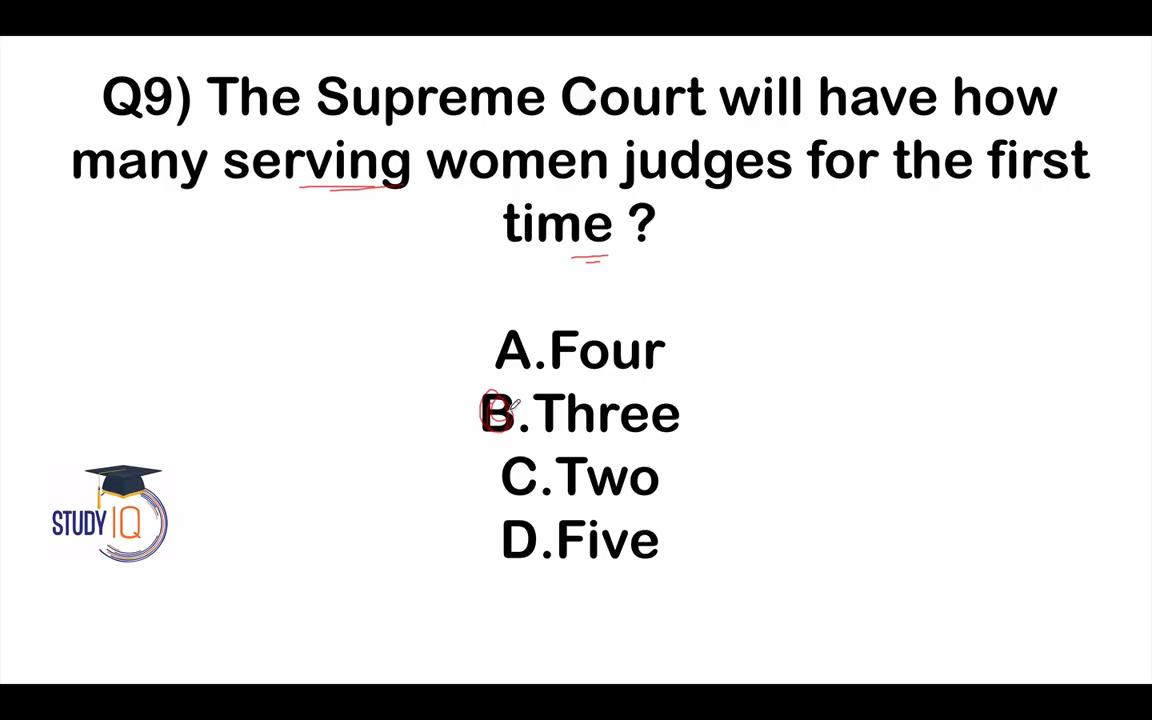 Q9) The Supreme Court will have how
many serving women judges for the first
time ?
A.Four
B.Three
C.Two
D.Five
STUDY IQ